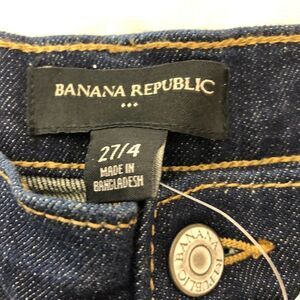 BANANA REPUBLIC
27/4
MADE IN
BANGLADESH
BANANA
REPUBLIC